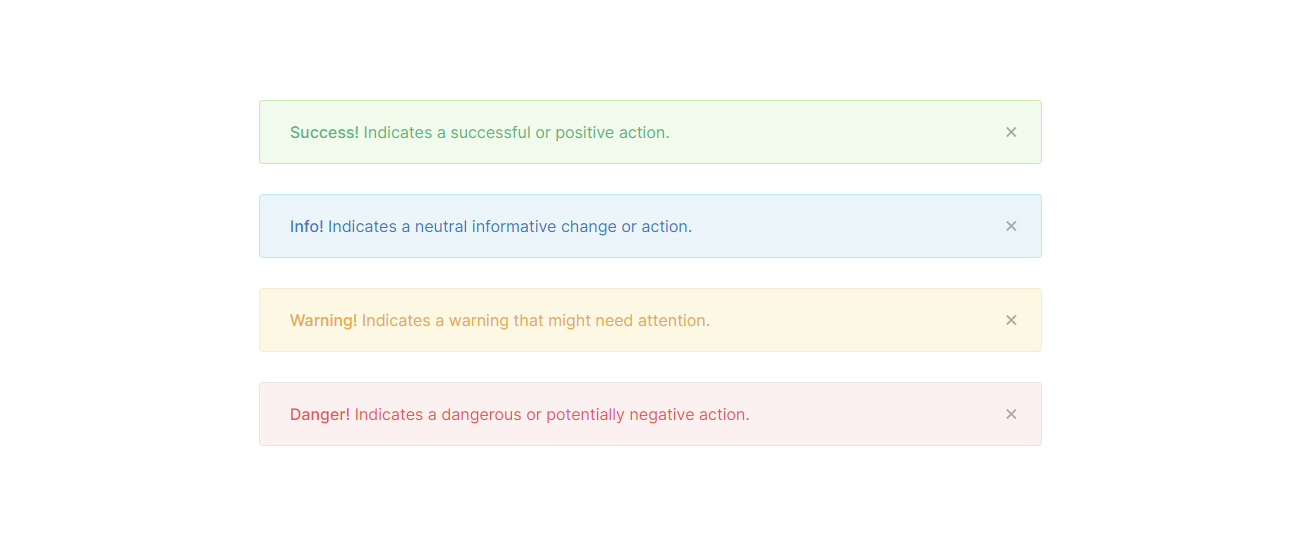 Success! Indicates a successful or positive action. ×
Info! Indicates a neutral informative change or action. ×
Warning! Indicates a warning that might need attention. ×
Danger! Indicates a dangerous or potentially negative action. ×